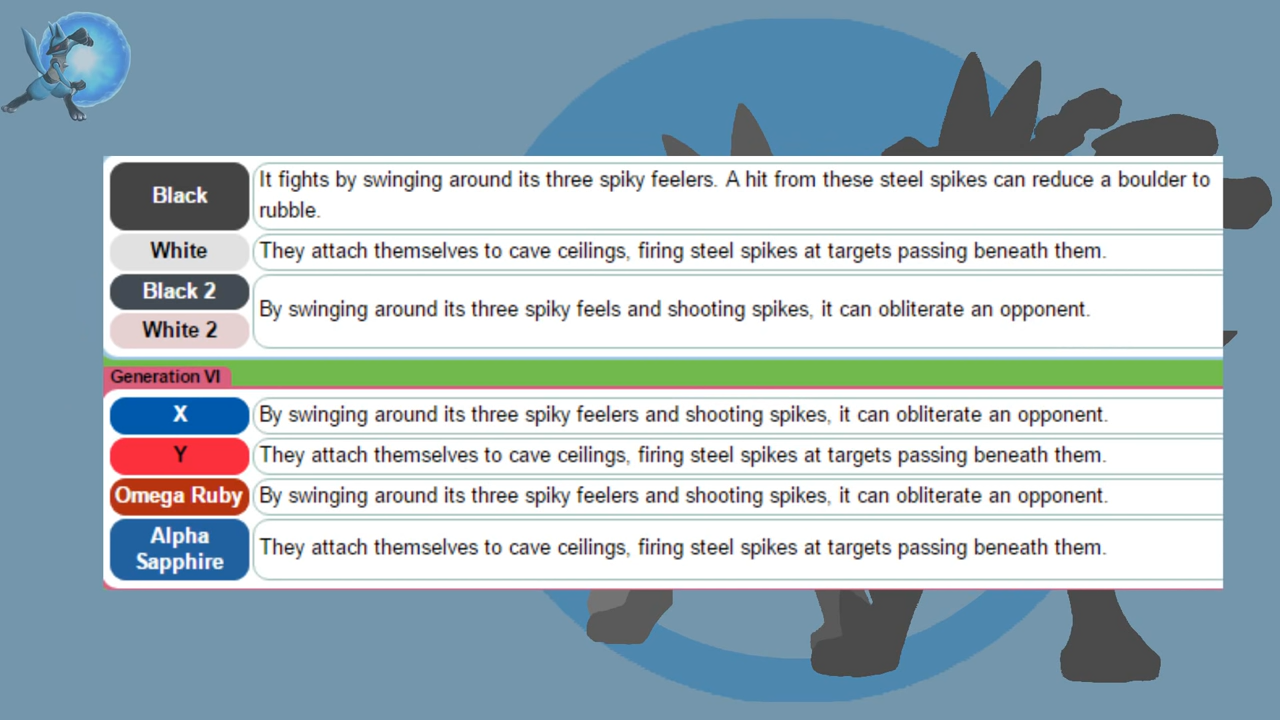 Black
It fights by swinging around its three spiky feelers. A hit from these steel spikes can reduce a boulder to
rubble.
White
They attach themselves to cave ceilings, firing steel spikes at targets passing beneath them.
Black 2
White 2
By swinging around its three spiky feels and shooting spikes, it can obliterate an opponent.
Generation VI
X
By swinging around its three spiky feelers and shooting spikes, it can obliterate an opponent.
Y
They attach themselves to cave ceilings, firing steel spikes at targets passing beneath them.
Omega Ruby
By swinging around its three spiky feelers and shooting spikes, it can obliterate an opponent.
Alpha
Sapphire
They attach themselves to cave ceilings, firing steel spikes at targets passing beneath them.